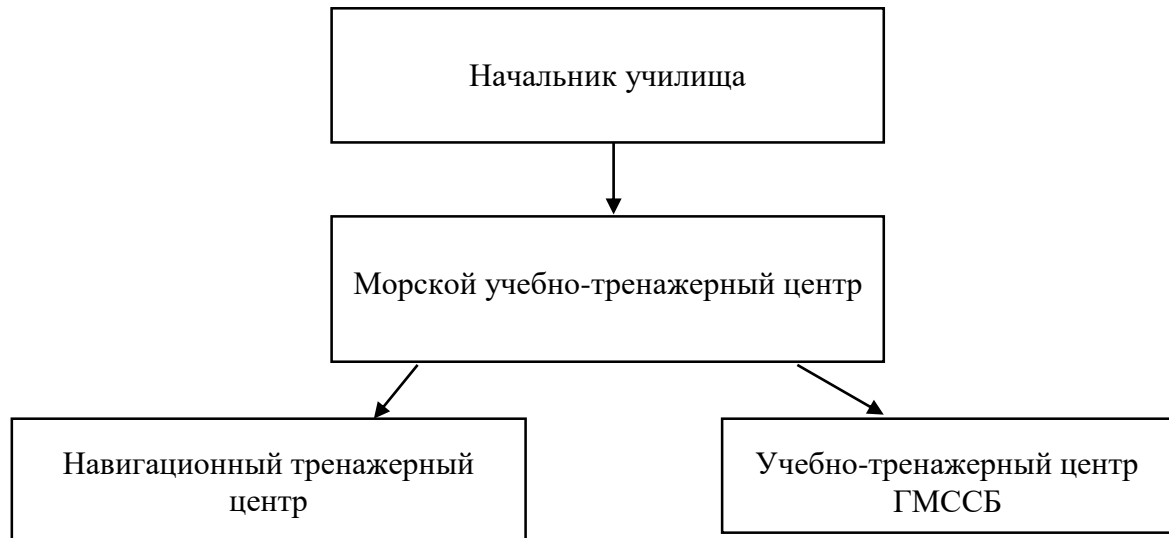 Начальник училища
Морской учебно-тренажерный центр
Навигационный тренажерный
центр
Учебно-тренажерный центр
ГМССБ